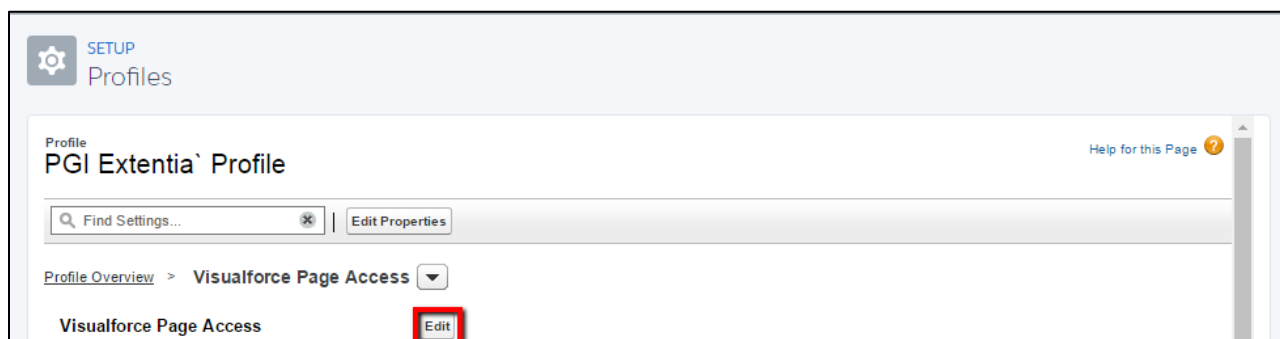 SETUP
Profiles
Profile
PGI Extentia` Profile
Help for this Page
Find Settings...
Edit Properties
Profile Overview > Visualforce Page Access
Visualforce Page Access
Edit